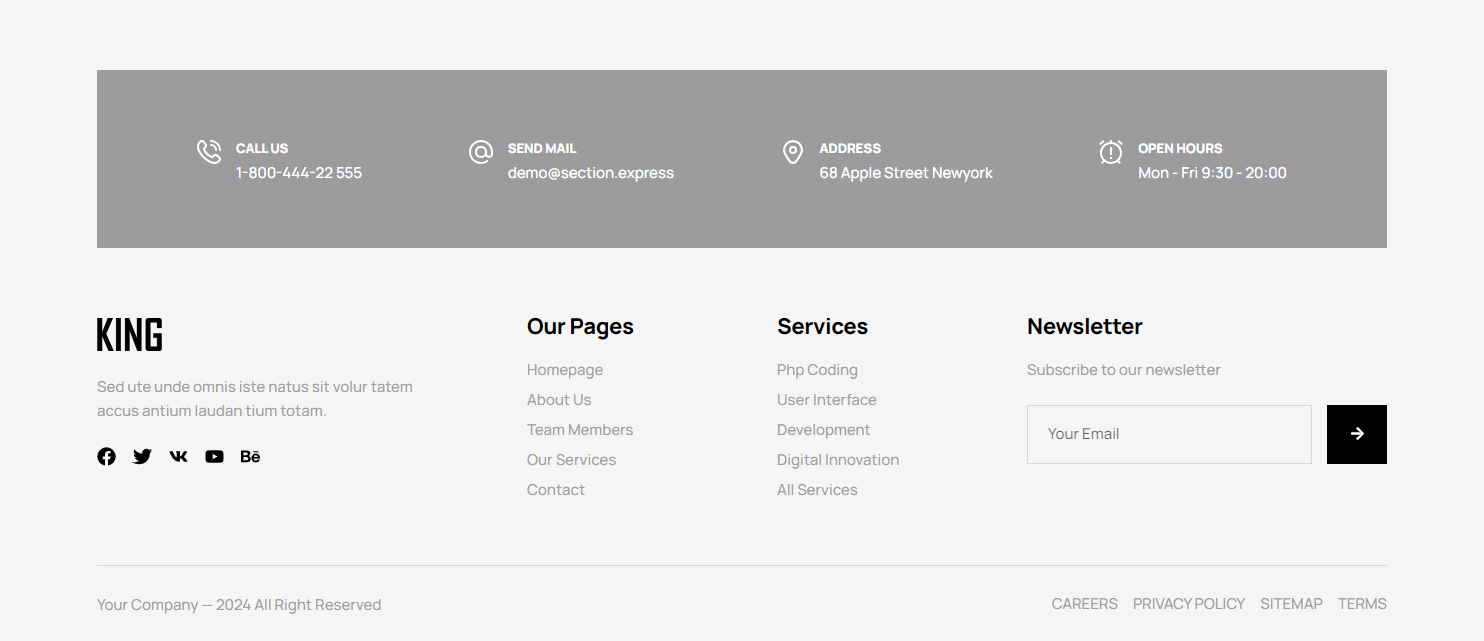 CALL US
1-800-444-22 555
SEND MAIL
demo@section.express
ADDRESS
68 Apple Street Newyork
OPEN HOURS
Mon - Fri 9:30 - 20:00
KING
Sed ute unde omnis iste natus sit volur tatem
accus antium laudan tium totam.
Bē
Our Pages
Homepage
About Us
Team Members
Our Services
Contact
Services
Php Coding
User Interface
Development
Digital Innovation
All Services
Newsletter
Subscribe to our newsletter
Your Email
Your Company — 2024 All Right Reserved
CAREERS PRIVACY POLICY SITEMAP TERMS